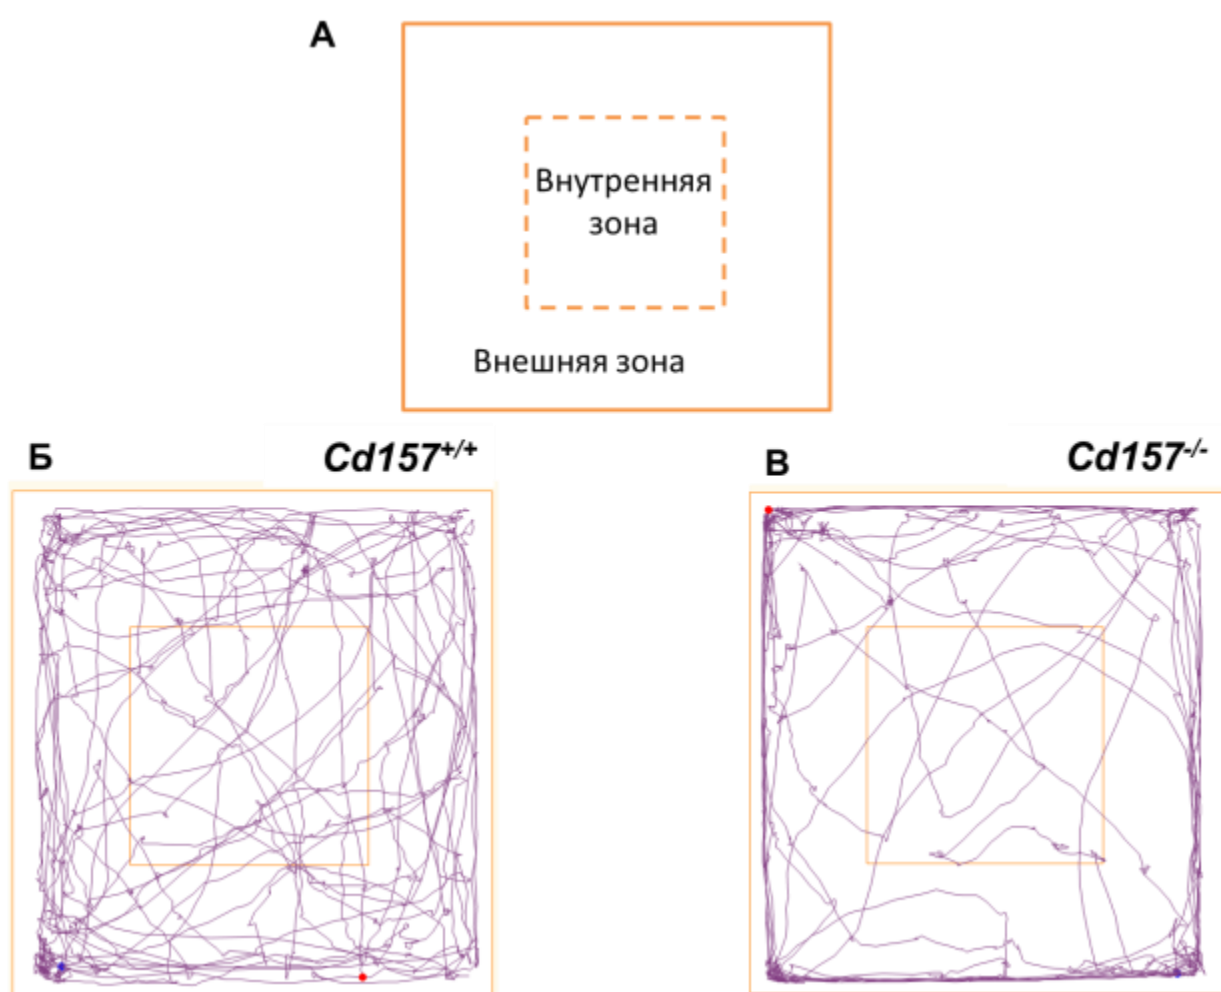 А
Внутренняя
зона
Внешняя зона
Б
Cd157+/+
В
Cd157-/-